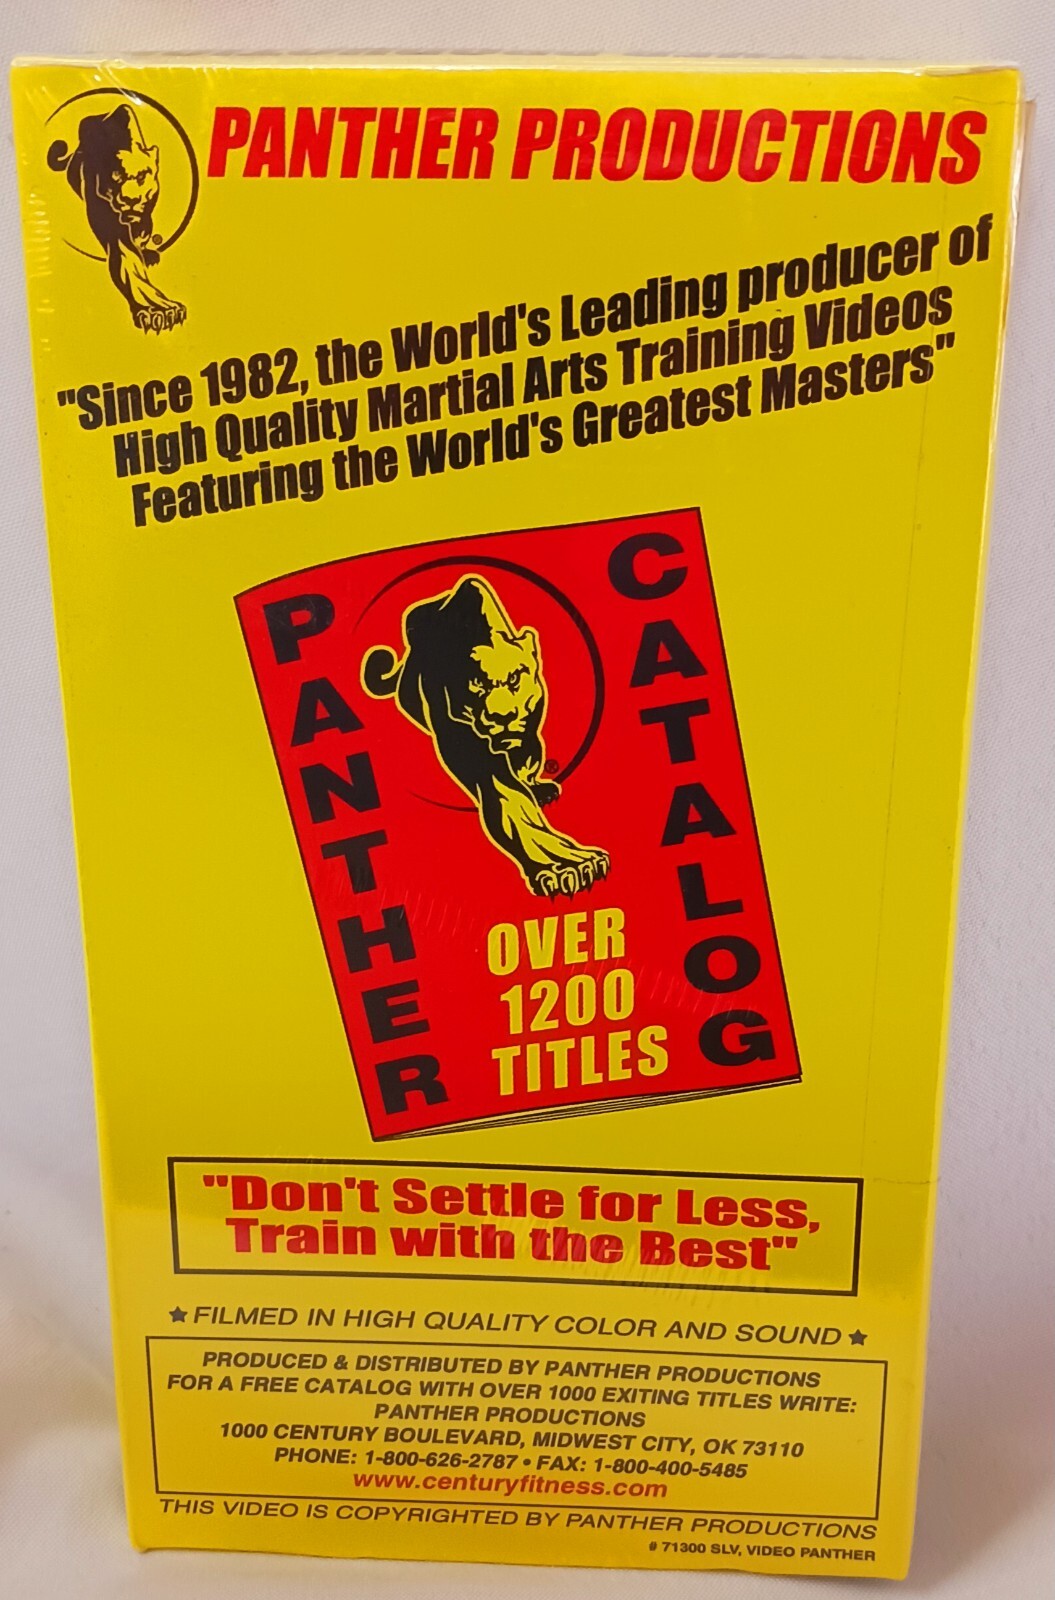 PANTHER PRODUCTIONS
"Since 1982, the World's Leading producer of
High Quality Martial Arts Training Videos
Featuring the World's Greatest Masters"
PANTHER
CATALOG
OVER
1200
TITLES
"Don't Settle for Less,
Train with the Best"
★ FILMED IN HIGH QUALITY COLOR AND SOUND ★
PRODUCED & DISTRIBUTED BY PANTHER PRODUCTIONS
FOR A FREE CATALOG WITH OVER 1000 EXITING TITLES WRITE:
PANTHER PRODUCTIONS
1000 CENTURY BOULEVARD, MIDWEST CITY, OK 73110
PHONE: 1-800-626-2787 • FAX: 1-800-400-5485
www.centuryfitness.com
THIS VIDEO IS COPYRIGHTED BY PANTHER PRODUCTIONS
# 71300 SLV, VIDEO PANTHER